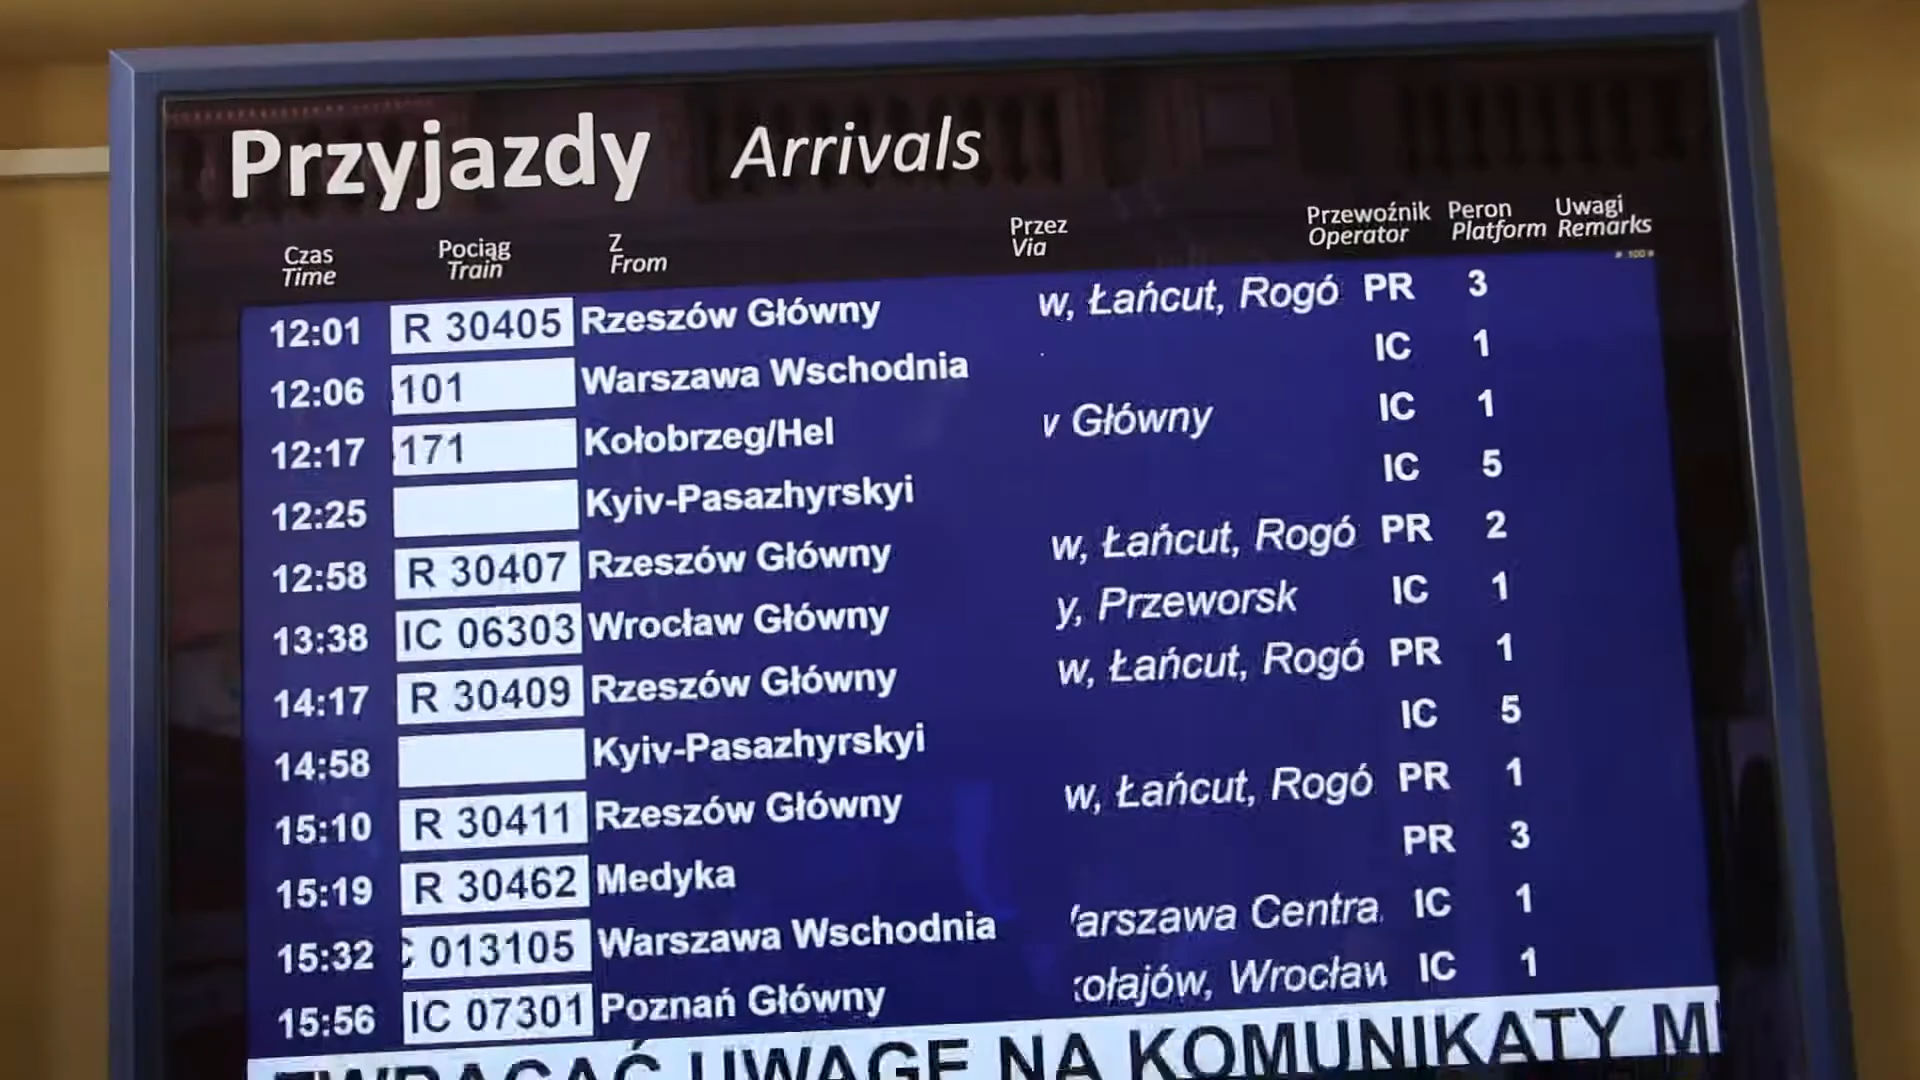 Przyjazdy Arrivals
Czas Pociąg Z Przez Przewoźnik Peron Uwagi
Time Train From Via Operator Platform Remarks
12:01 R 30405 Rzeszów Główny w, Łańcut, Rogó PR 3
12:06 101 Warszawa Wschodnia IC 1
12:17 171 Kołobrzeg/Hel Główny IC 1
12:25 Kyiv-Pasazhyrskyi IC 5
12:58 R 30407 Rzeszów Główny w, Łańcut, Rogó PR 2
13:38 IC 06303 Wrocław Główny y, Przeworsk IC 1
14:17 R 30409 Rzeszów Główny w, Łańcut, Rogó PR 1
14:58 Kyiv-Pasazhyrskyi IC 5
15:10 R 30411 Rzeszów Główny w, Łańcut, Rogó PR 1
15:19 R 30462 Medyka PR 3
15:32 C 013105 Warszawa Wschodnia arszawa Centra IC 1
15:56 IC 07301 Poznań Główny ołajów, Wrocław IC 1
ZWRACAĆ UWAGĘ NA KOMUNIKATY M